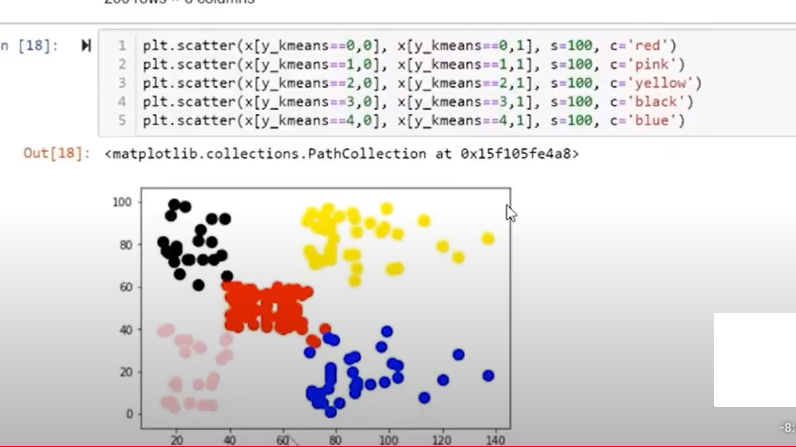 200 rows × 6 columns
n [18]:
1 plt.scatter(x[y_kmeans==0,0], x[y_kmeans==0,1], s=100, c='red')
2 plt.scatter(x[y_kmeans==1,0], x[y_kmeans==1,1], s=100, c='pink')
3 plt.scatter(x[y_kmeans==2,0], x[y_kmeans==2,1], s=100, c='yellow')
4 plt.scatter(x[y_kmeans==3,0], x[y_kmeans==3,1], s=100, c='black')
5 plt.scatter(x[y_kmeans==4,0], x[y_kmeans==4,1], s=100, c='blue')
Out[18]: <matplotlib.collections.PathCollection at 0x15f105fe4a8>
100
80
60
40
20
0
20 40 60 80 100 120 140
-8: